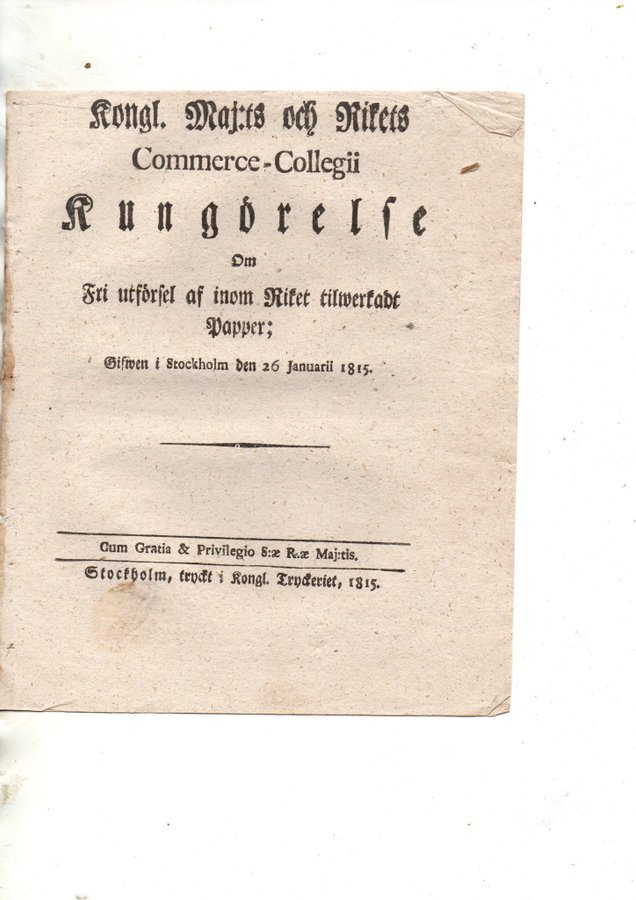 Kongl. Maj:ts och Rikets
Commerce-Collegii
Kungörelse
Om
Fri utförsel af inom Riket tilwerkadt
Papper;
Gifwen i Stockholm den 26 Januarii 1815.
Cum Gratia & Privilegio S:æ R:æ Maj:tis.
Stockholm, tryckt i Kongl. Tryckeriet, 1815.